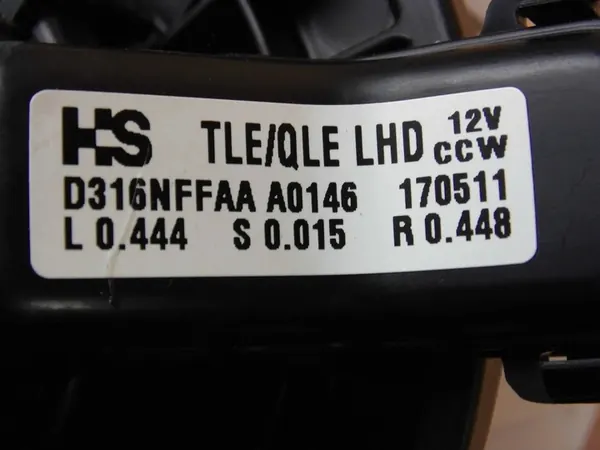 HS TLE/QLE LHD 12V CCW
D316NFFAA A0146 170511
L 0.444 S 0.015 R 0.448